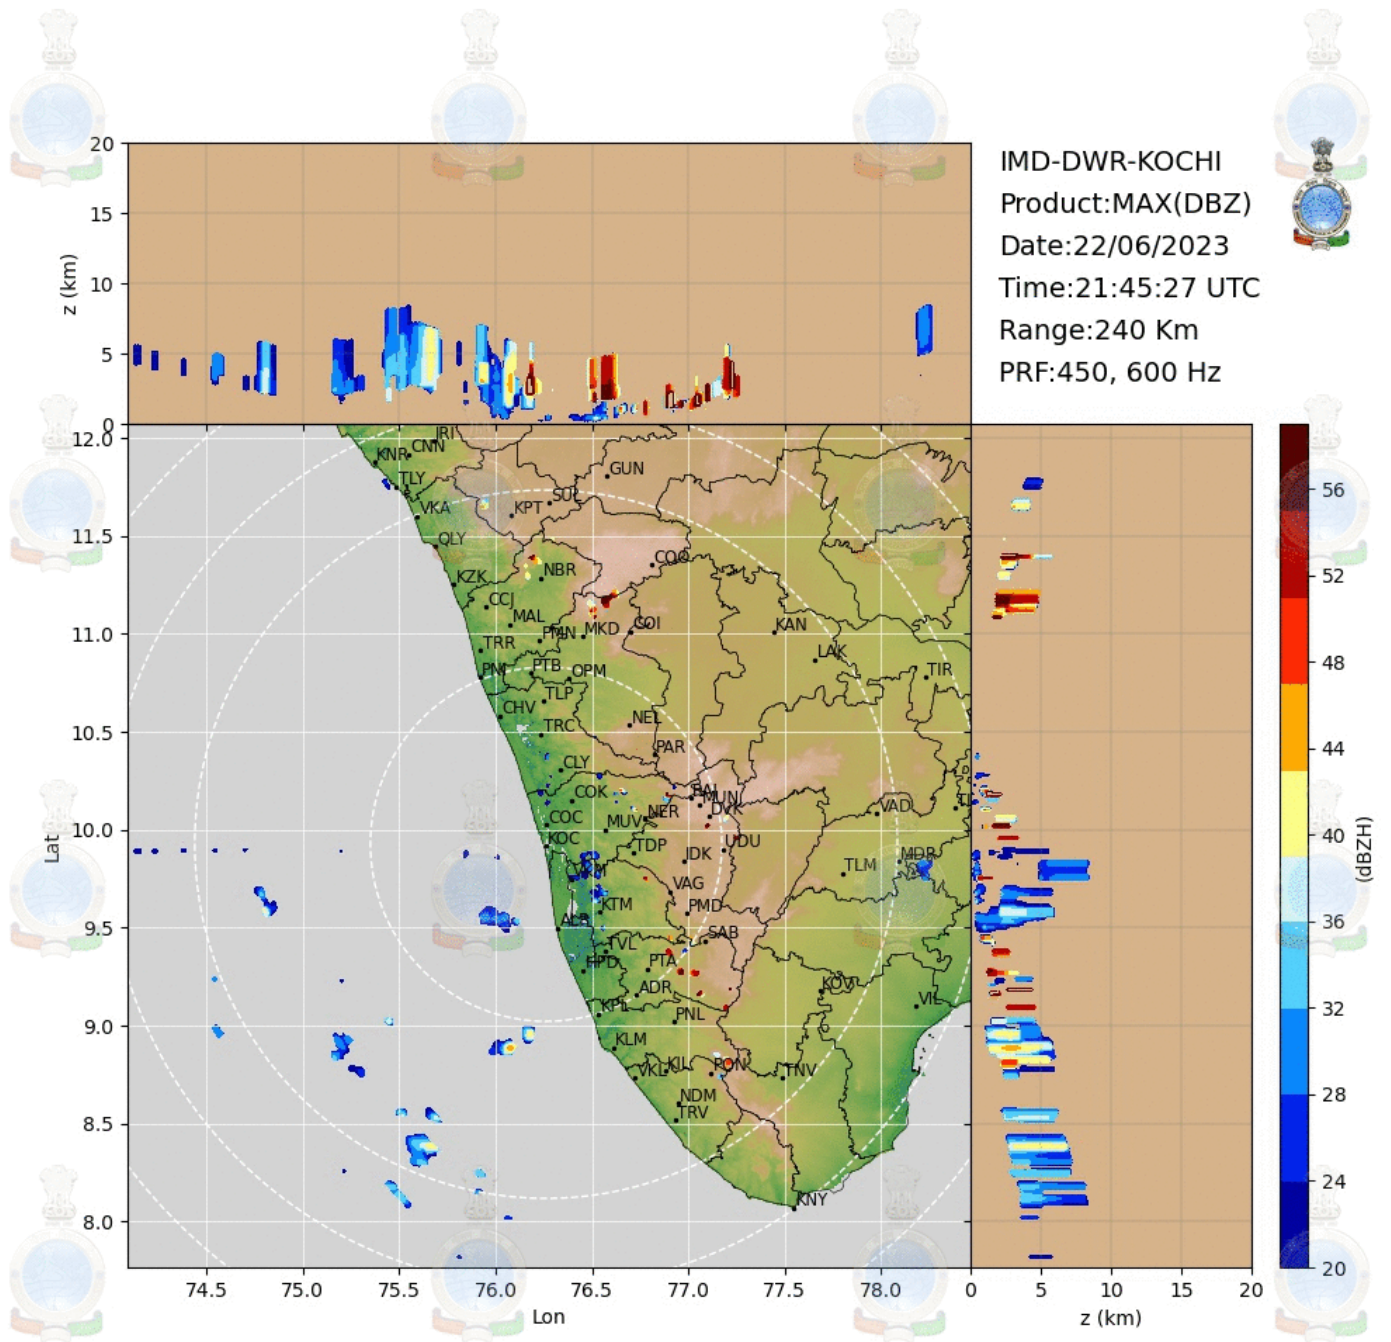 IMD-DWR-KOCHI
Product:MAX(DBZ)
Date:22/06/2023
Time:21:45:27 UTC
Range:240 Km
PRF:450, 600 Hz
20
15
10
5
0
z (km)
12.0
11.5
11.0
10.5
10.0
9.5
9.0
8.5
8.0
Lat
JRI
CNN
KNR
TLY
GUN
SUL
KPT
VKA
QLY
COO
KZK
NBR
CCJ
MAL
PMN
MKD
COI
KAN
TRR
LAK
PNI
PTB
OPM
TIR
TLP
CHV
NEL
TRC
PAR
CLY
COK
MUN
DVK
VAD
COC
MUV
NER
KOC
TDP
UDU
IDK
MDR
TLM
VAG
KTM
PMD
ALP
SAB
TVL
HPD
PTA
ADR
KOV
VIL
KPL
PNL
KLM
VKL
KIL
PON
TNV
NDM
TRV
KNY
74.5
75.0
75.5
76.0
76.5
77.0
77.5
78.0
Lon
0
5
10
15
20
z (km)
56
52
48
44
40
36
32
28
24
20
(dBZH)